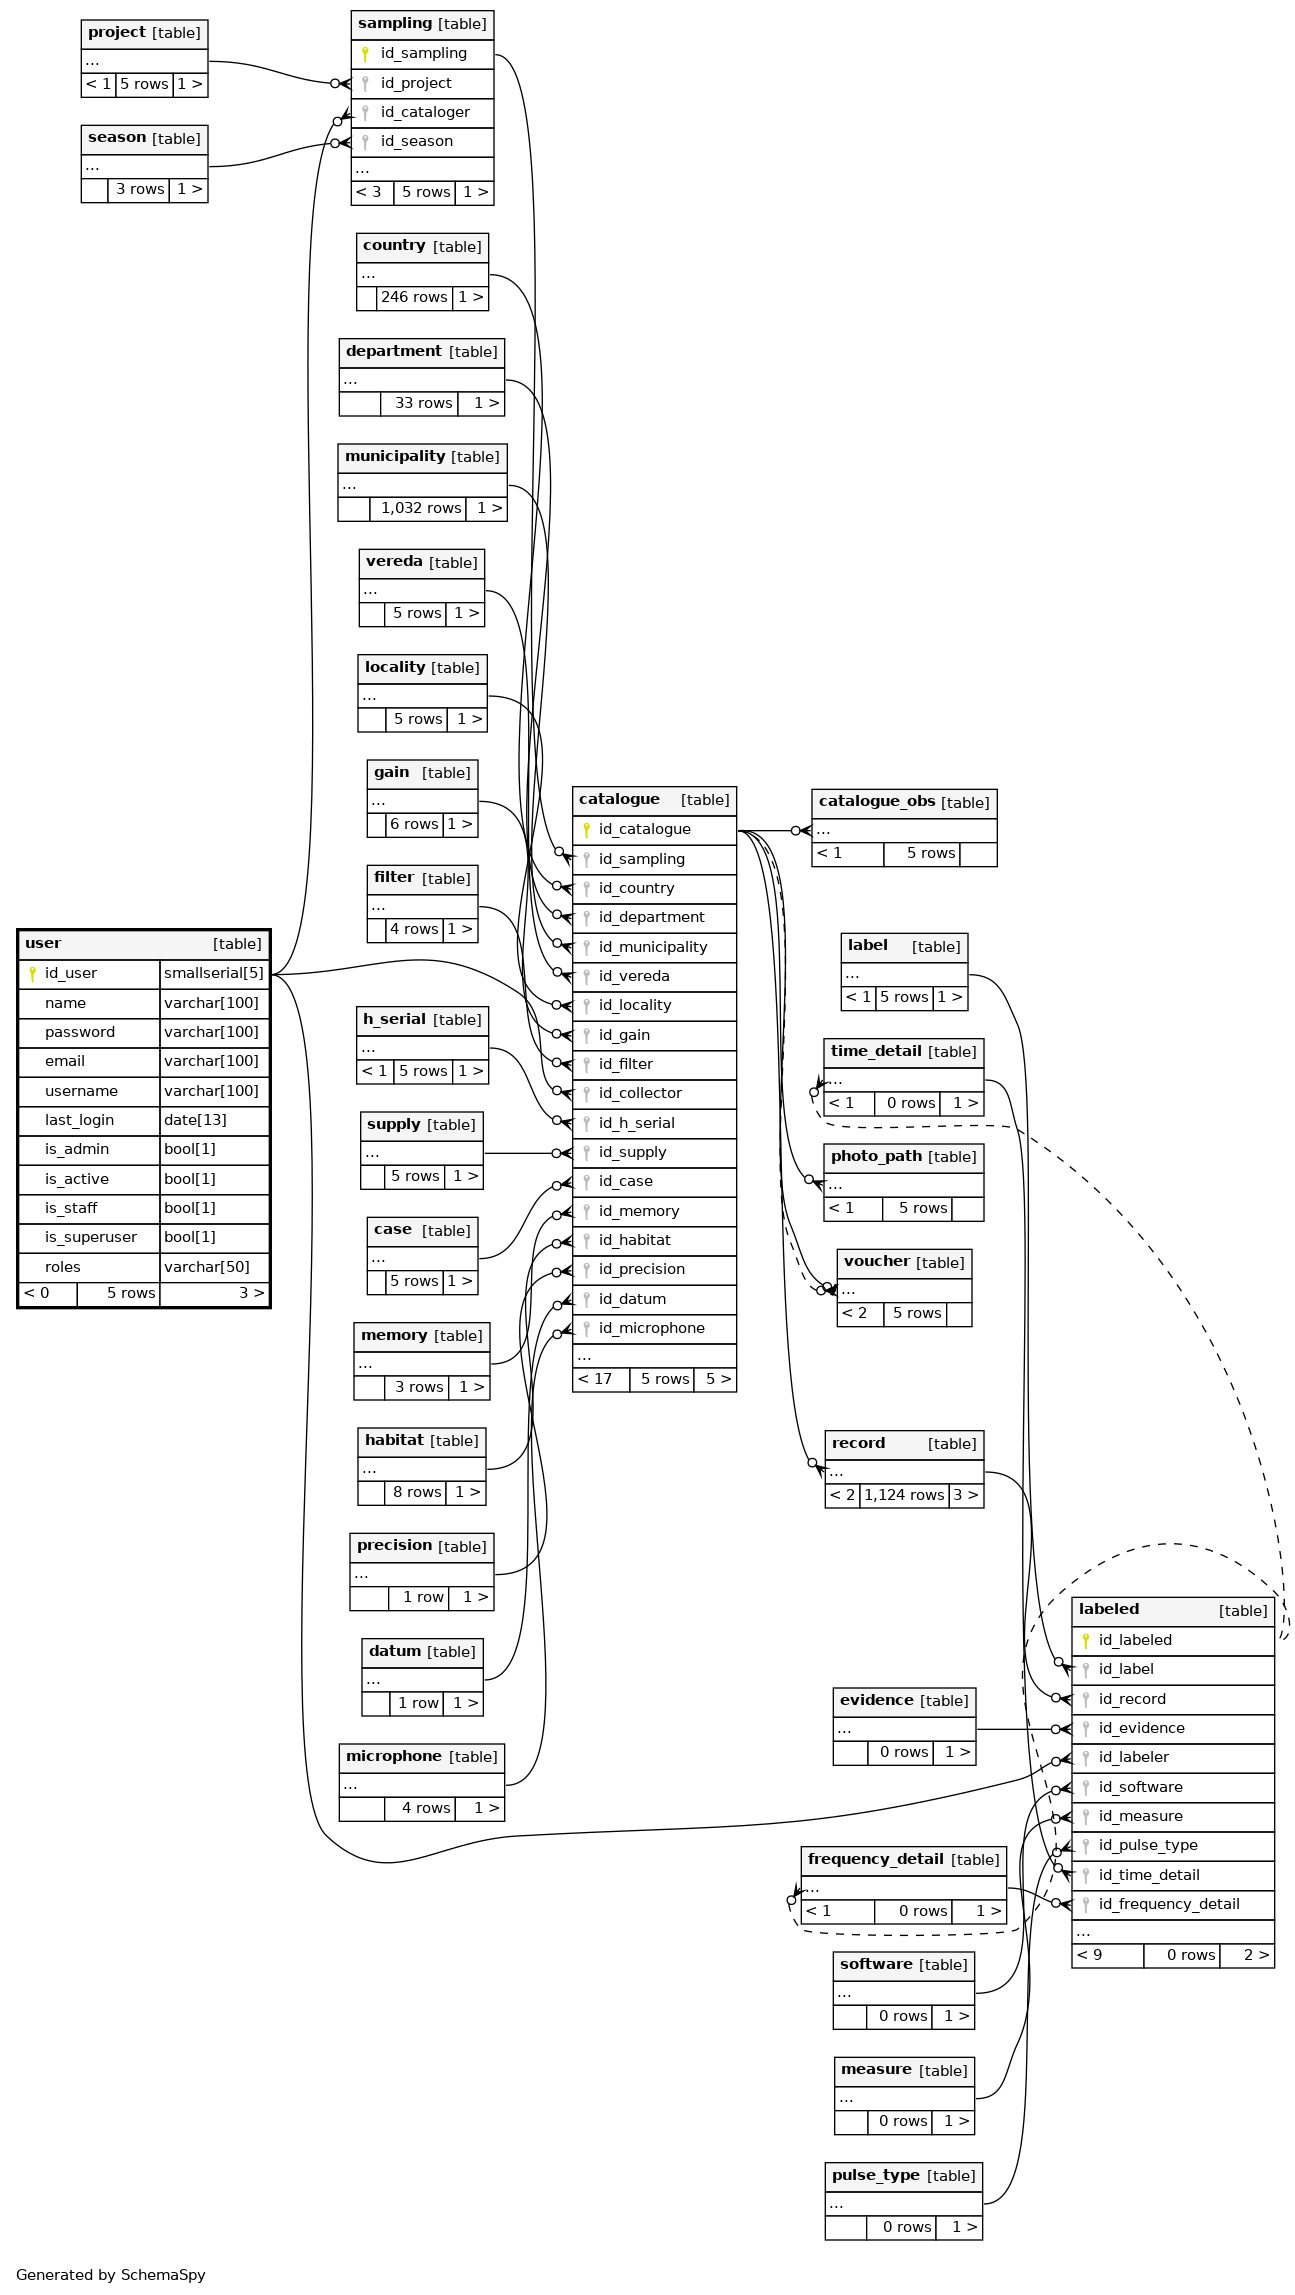 project [table]
...
< 1 5 rows 1 >
season [table]
...
3 rows 1 >
sampling [table]
id_sampling
id_project
id_cataloger
id_season
...
< 3 5 rows 1 >
country [table]
...
246 rows 1 >
department [table]
...
33 rows 1 >
municipality [table]
...
1,032 rows 1 >
vereda [table]
...
5 rows 1 >
locality [table]
...
5 rows 1 >
gain [table]
...
6 rows 1 >
filter [table]
...
4 rows 1 >
user [table]
id_user smallserial[5]
name varchar[100]
password varchar[100]
email varchar[100]
username varchar[100]
last_login date[13]
is_admin bool[1]
is_active bool[1]
is_staff bool[1]
is_superuser bool[1]
roles varchar[50]
< 0 5 rows 3 >
h_serial [table]
...
< 1 5 rows 1 >
supply [table]
...
5 rows 1 >
case [table]
...
5 rows 1 >
memory [table]
...
3 rows 1 >
habitat [table]
...
8 rows 1 >
precision [table]
...
1 row 1 >
datum [table]
...
1 row 1 >
microphone [table]
...
4 rows 1 >
catalogue [table]
id_catalogue
id_sampling
id_country
id_department
id_municipality
id_vereda
id_locality
id_gain
id_filter
id_collector
id_h_serial
id_supply
id_case
id_memory
id_habitat
id_precision
id_datum
id_microphone
...
< 17 5 rows 5 >
catalogue_obs [table]
...
< 1 5 rows
label [table]
...
< 1 5 rows 1 >
time_detail [table]
...
< 1 0 rows 1 >
photo_path [table]
...
< 1 5 rows
voucher [table]
...
< 2 5 rows
record [table]
...
< 2 1,124 rows 3 >
labeled [table]
id_labeled
id_label
id_record
id_evidence
id_labeler
id_software
id_measure
id_pulse_type
id_time_detail
id_frequency_detail
...
< 9 0 rows 2 >
evidence [table]
...
0 rows 1 >
frequency_detail [table]
...
< 1 0 rows 1 >
software [table]
...
0 rows 1 >
measure [table]
...
0 rows 1 >
pulse_type [table]
...
0 rows 1 >
Generated by SchemaSpy